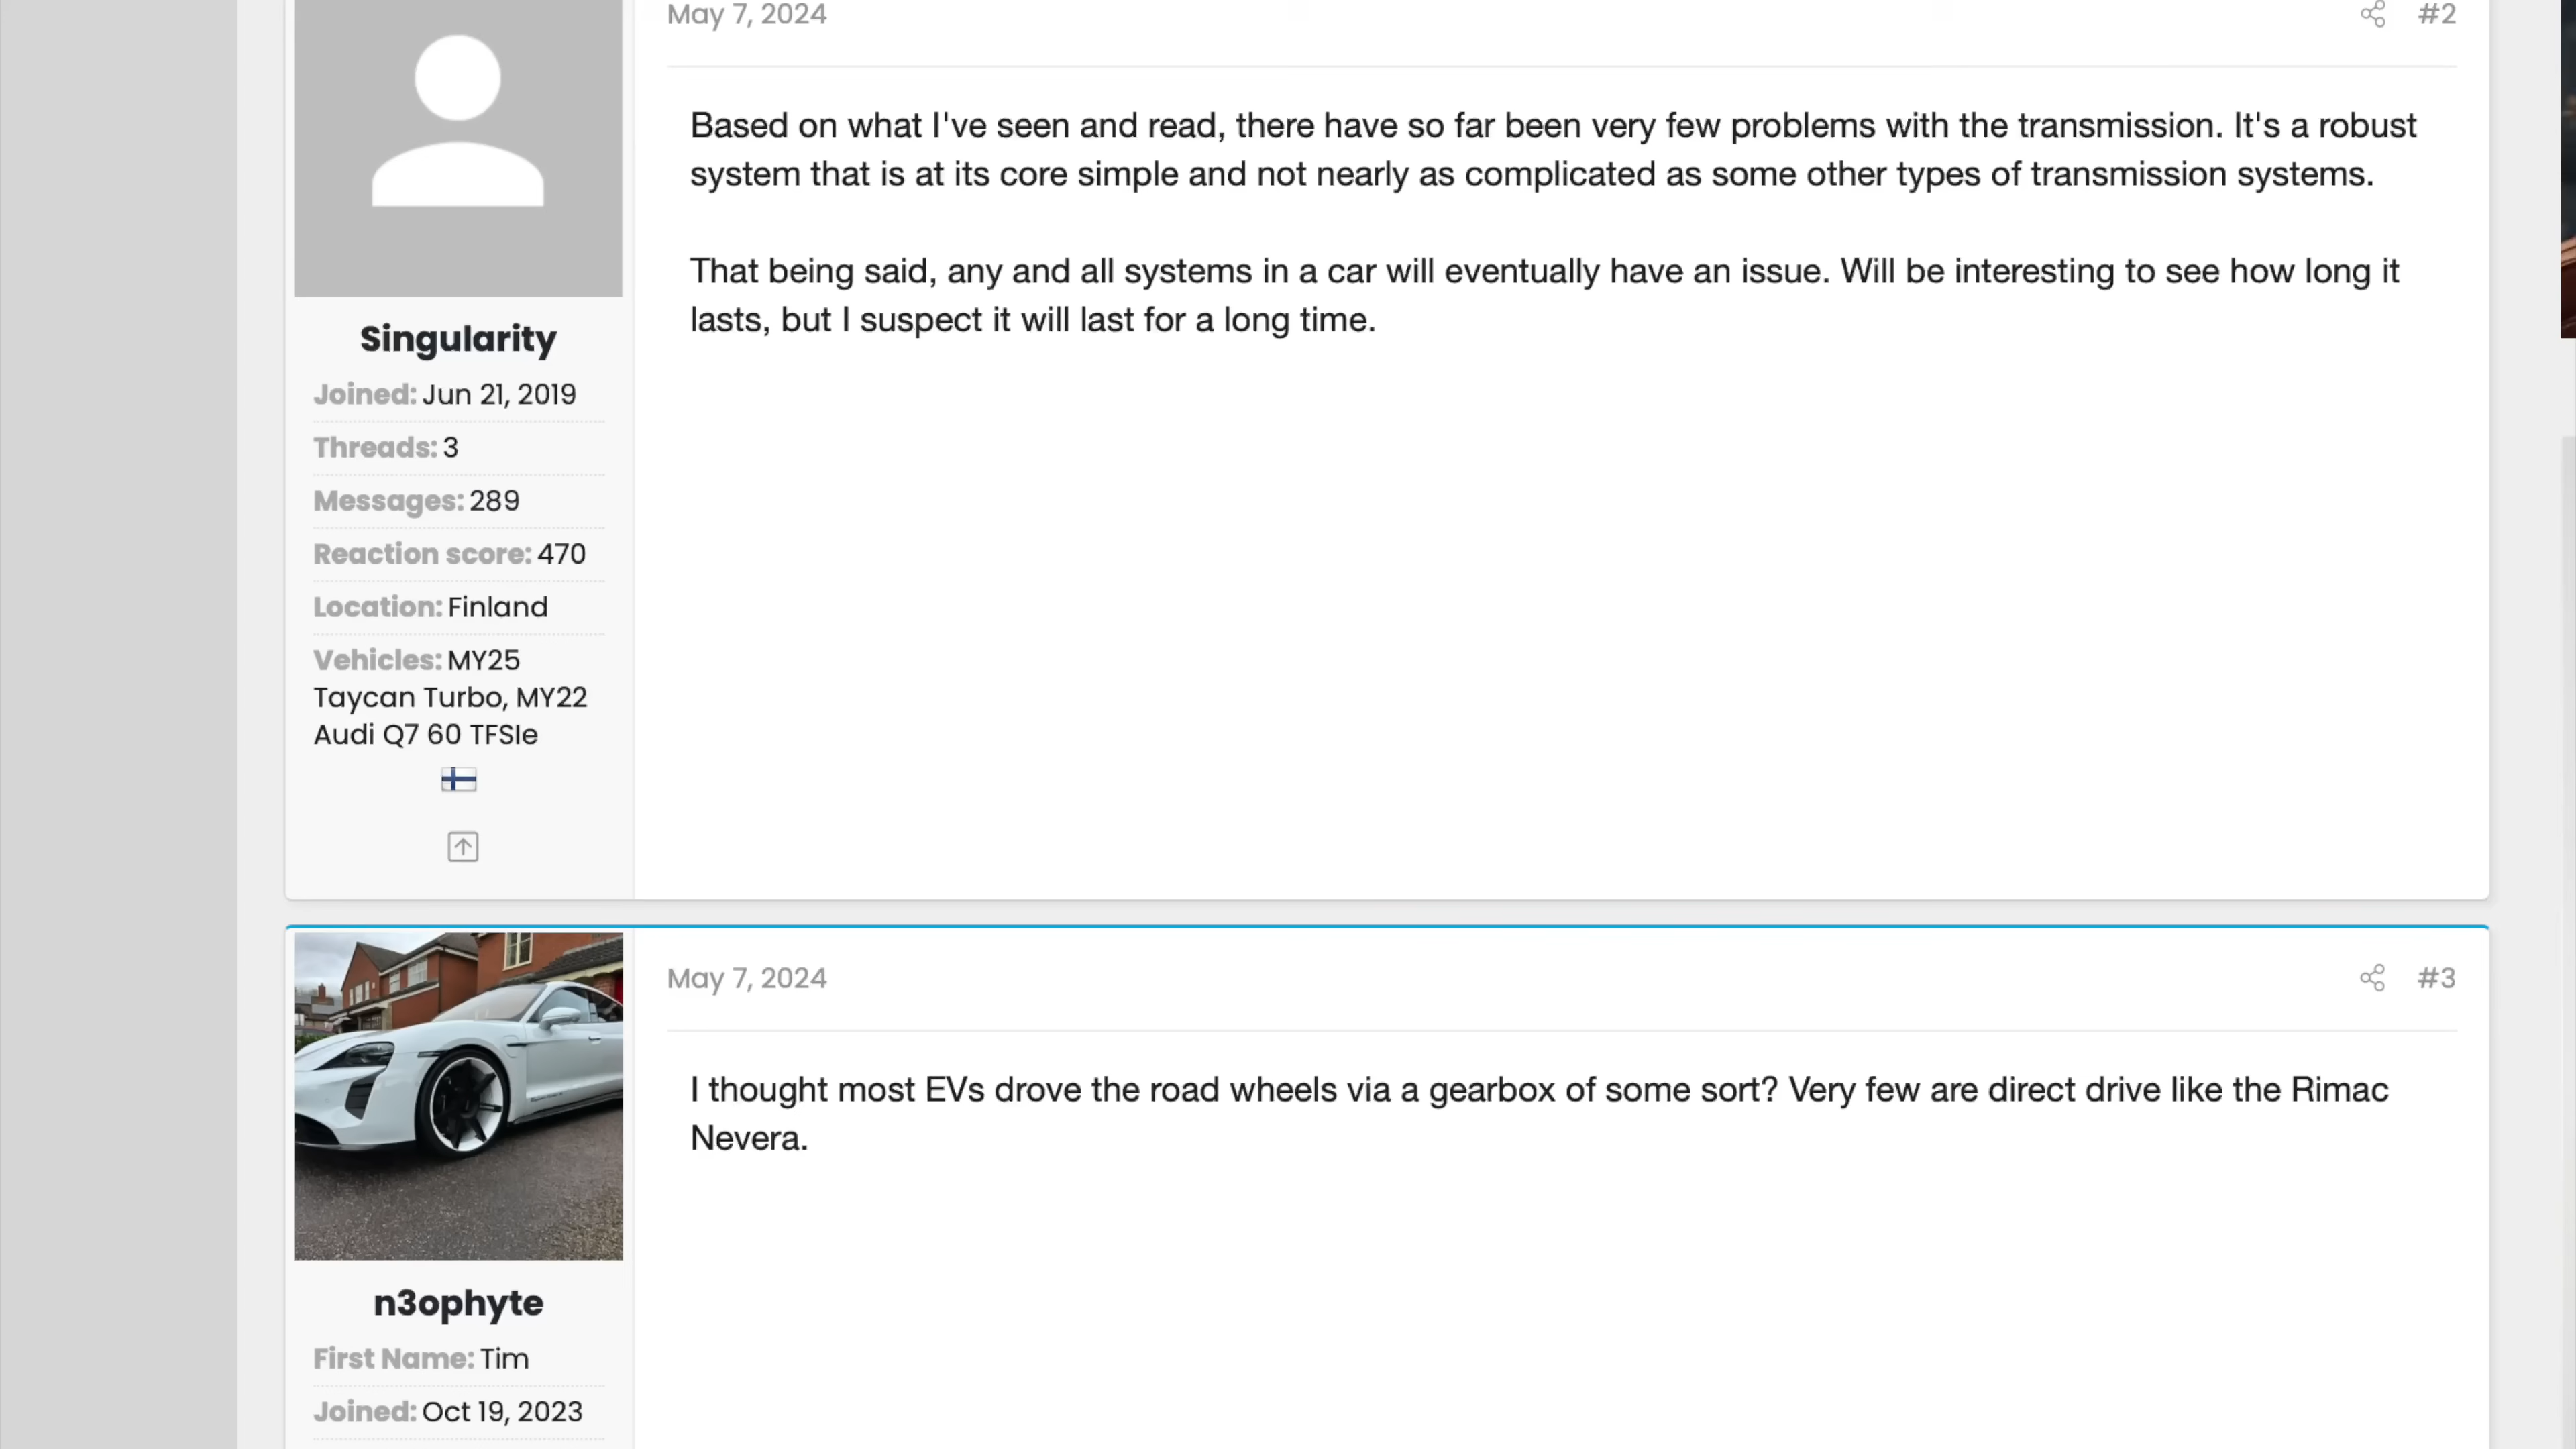 May 7, 2024
#2
Based on what I've seen and read, there have so far been very few problems with the transmission. It's a robust
system that is at its core simple and not nearly as complicated as some other types of transmission systems.
That being said, any and all systems in a car will eventually have an issue. Will be interesting to see how long it
lasts, but I suspect it will last for a long time.
Singularity
Joined: Jun 21, 2019
Threads: 3
Messages: 289
Reaction score: 470
Location: Finland
Vehicles: MY25
Taycan Turbo, MY22
Audi Q7 60 TFSIe
May 7, 2024
#3
I thought most EVs drove the road wheels via a gearbox of some sort? Very few are direct drive like the Rimac
Nevera.
n3ophyte
First Name: Tim
Joined: Oct 19, 2023